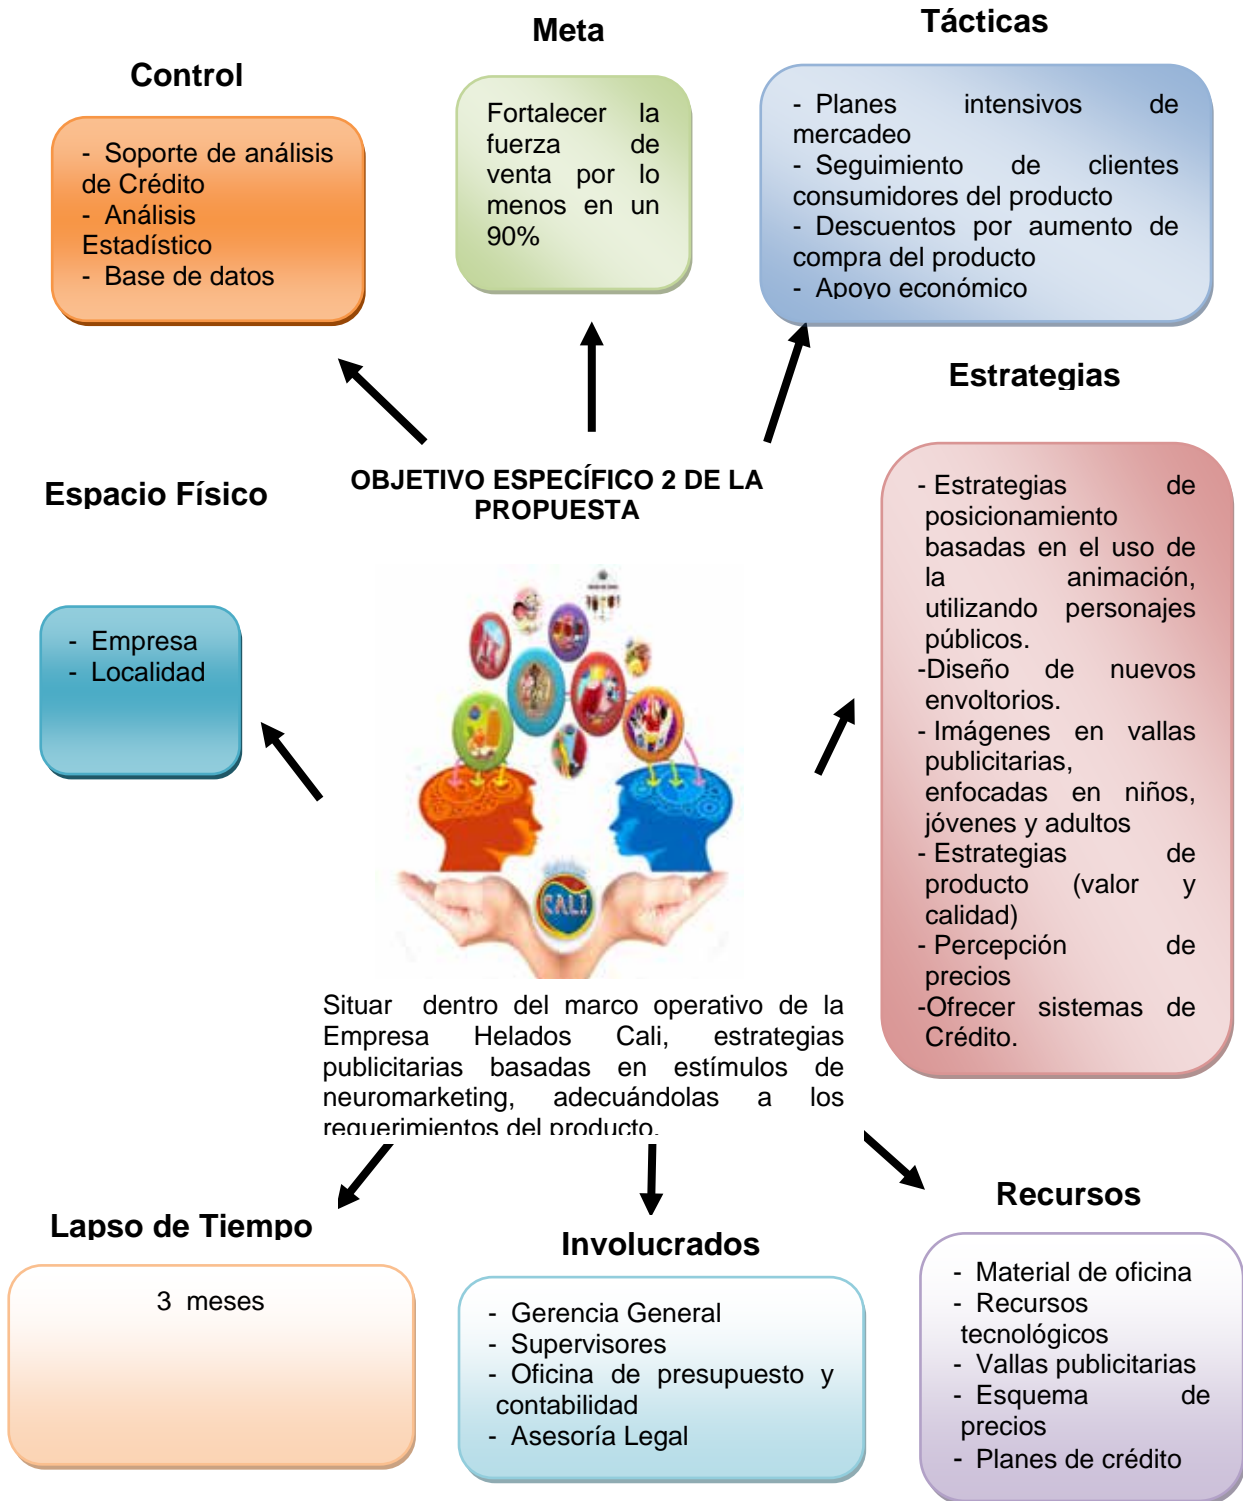 Meta
Tácticas
Control
- Soporte de análisis
de Crédito
- Análisis
Estadístico
- Base de datos
Fortalecer la
fuerza de
venta por lo
menos en un
90%
- Planes intensivos de
mercadeo
- Seguimiento de clientes
consumidores del producto
- Descuentos por aumento de
compra del producto
- Apoyo económico
Estrategias
- Estrategias de
posicionamiento
basadas en el uso de
la animación,
utilizando personajes
públicos.
-Diseño de nuevos
envoltorios.
- Imágenes en vallas
publicitarias,
enfocadas en niños,
jóvenes y adultos
- Estrategias de
producto (valor y
calidad)
- Percepción de
precios
-Ofrecer sistemas de
Crédito.
OBJETIVO ESPECÍFICO 2 DE LA
PROPUESTA
Espacio Físico
- Empresa
- Localidad
CALI
Situar dentro del marco operativo de la
Empresa Helados Cali, estrategias
publicitarias basadas en estímulos de
neuromarketing, adecuándolas a los
requerimientos del producto.
Lapso de Tiempo
3 meses
Involucrados
- Gerencia General
- Supervisores
- Oficina de presupuesto y
contabilidad
- Asesoría Legal
Recursos
- Material de oficina
- Recursos
tecnológicos
- Vallas publicitarias
- Esquema de
precios
- Planes de crédito